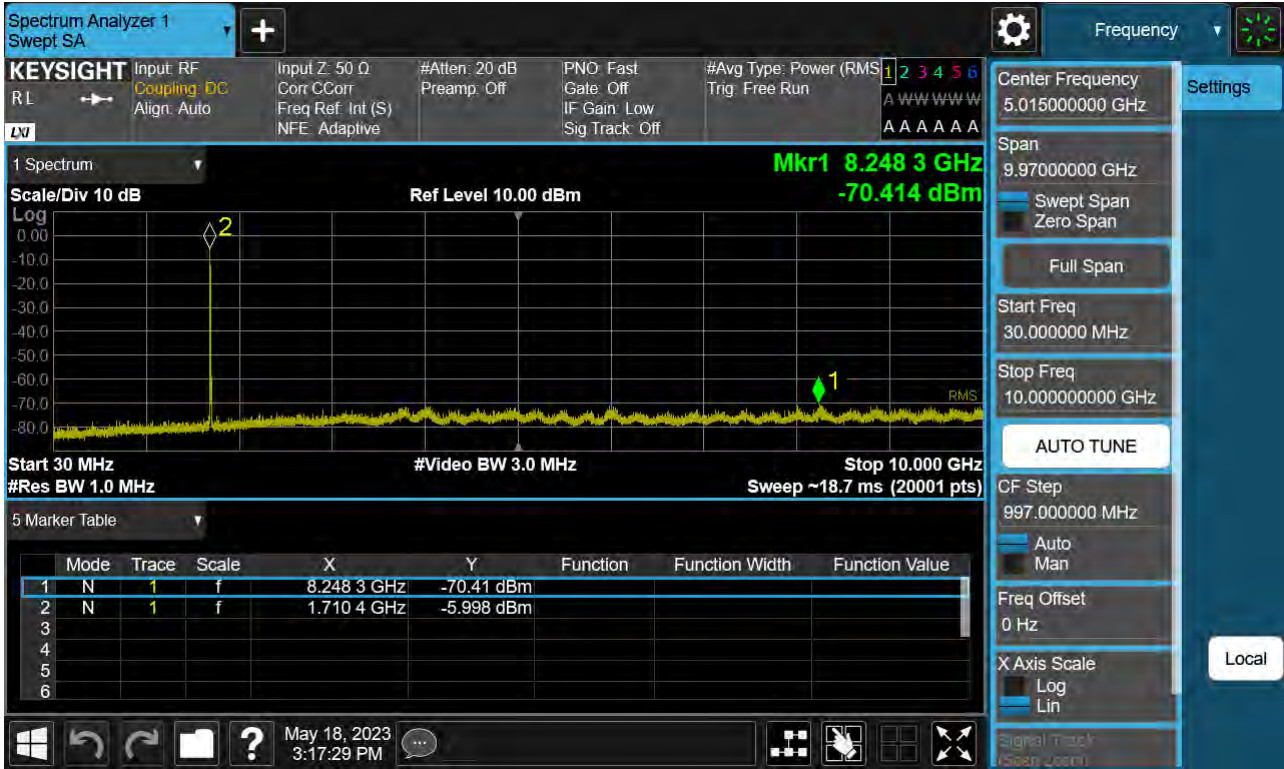 Spectrum Analyzer 1
Swept SA
Frequency
KEYSIGHT
RL
LXI
Input: RF
Coupling: DC
Align: Auto
Input Z: 50 Ω
Corr CCorr
Freq Ref: Int (S)
NFE: Adaptive
#Atten: 20 dB
Preamp: Off
PNO: Fast
Gate: Off
IF Gain: Low
Sig Track: Off
#Avg Type: Power (RMS
Trig: Free Run
1 2 3 4 5 6
A W W W W W
A A A A A A
1 Spectrum
Mkr1 8.248 3 GHz
-70.414 dBm
Scale/Div 10 dB
Ref Level 10.00 dBm
Log
0.00
-10.0
-20.0
-30.0
-40.0
-50.0
-60.0
-70.0
-80.0
2
1
RMS
Start 30 MHz
#Video BW 3.0 MHz
Stop 10.000 GHz
#Res BW 1.0 MHz
Sweep ~18.7 ms (20001 pts)
5 Marker Table
Mode Trace Scale X Y Function Function Width Function Value
1 N 1 f 8.248 3 GHz -70.41 dBm
2 N 1 f 1.710 4 GHz -5.998 dBm
3
4
5
6
May 18, 2023
3:17:29 PM
Center Frequency
5.015000000 GHz
Settings
Span
9.97000000 GHz
Swept Span
Zero Span
Full Span
Start Freq
30.000000 MHz
Stop Freq
10.000000000 GHz
AUTO TUNE
CF Step
997.000000 MHz
Auto
Man
Freq Offset
0 Hz
X Axis Scale
Log
Lin
Local
Signal Track
(Span Zoom)